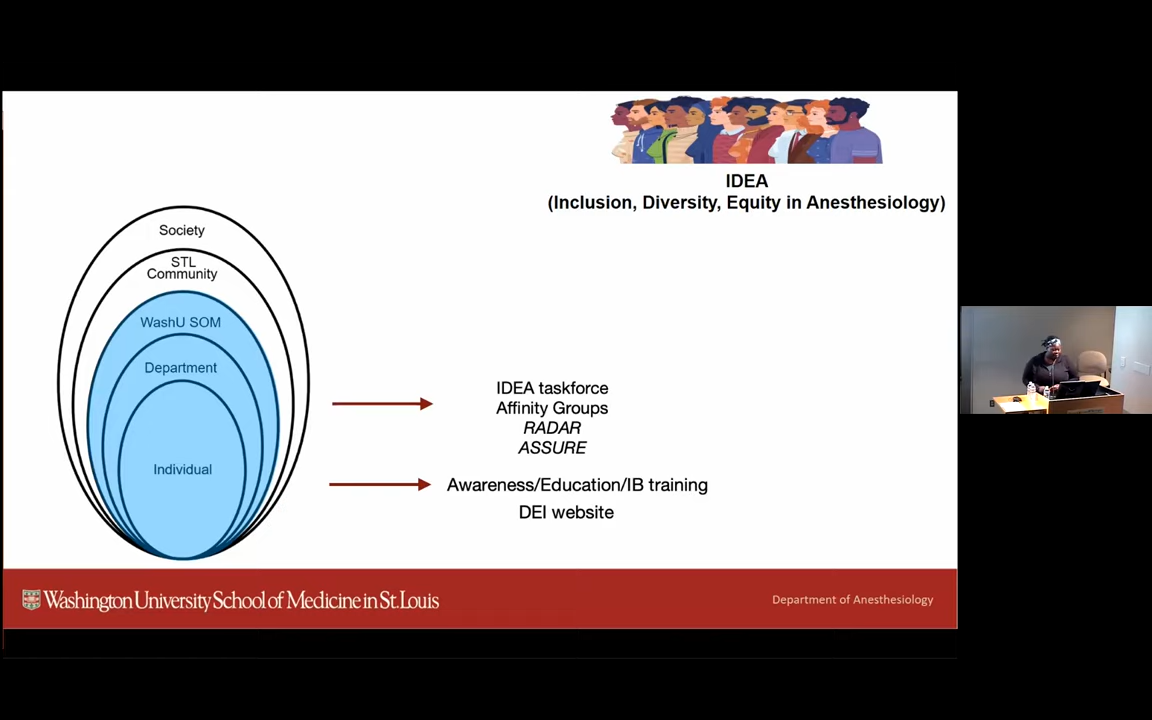 IDEA
(Inclusion, Diversity, Equity in Anesthesiology)
Society
STL
Community
WashU SOM
Department
Individual
IDEA taskforce
Affinity Groups
RADAR
ASSURE
Awareness/Education/IB training
DEI website
Washington University School of Medicine in St. Louis
Department of Anesthesiology